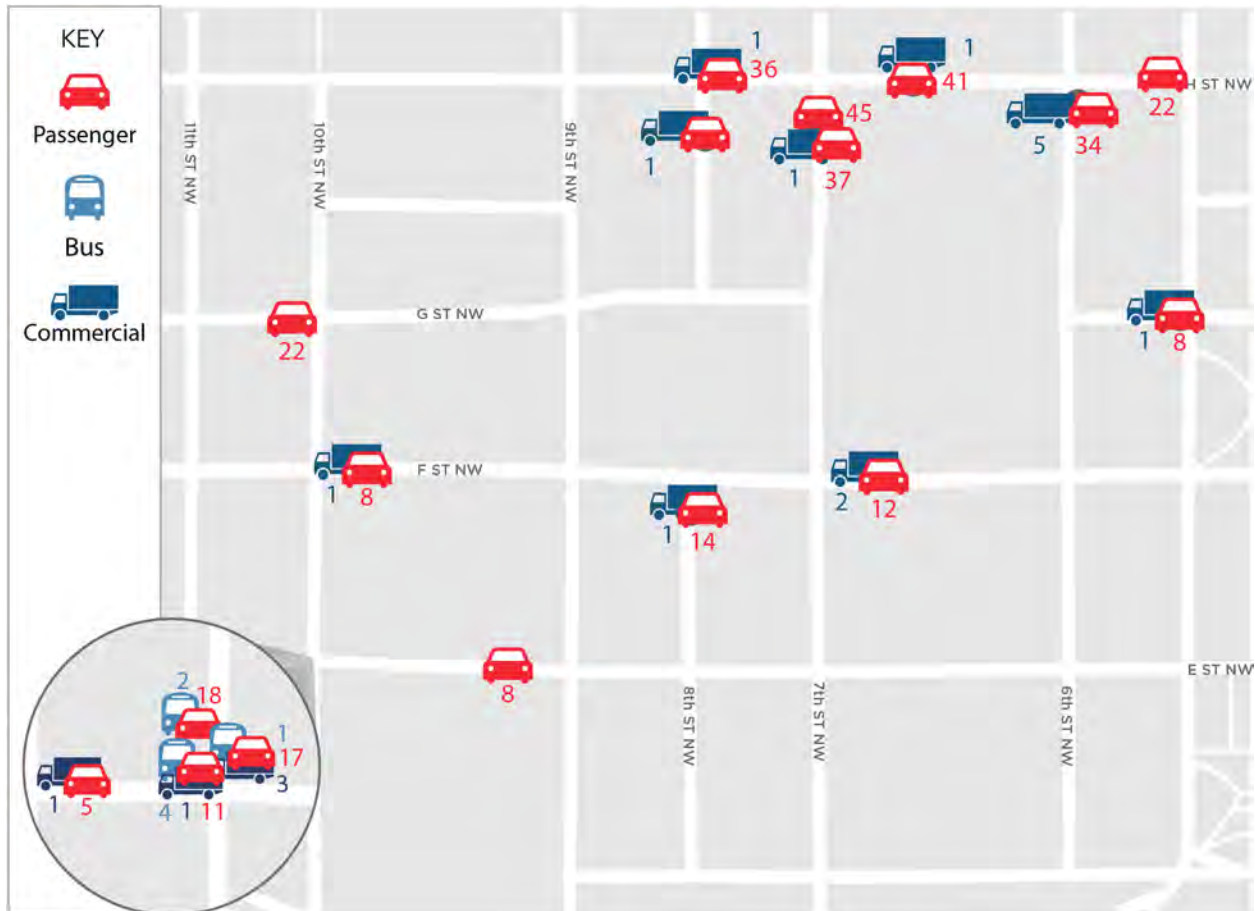 KEY
Passenger
Bus
Commercial
11th ST NW
10th ST NW
9th ST NW
8th ST NW
7th ST NW
6th ST NW
H ST NW
G ST NW
F ST NW
E ST NW
1
36
1
41
22
45
1
1
37
5
34
22
1
8
1
8
2
12
1
14
8
2
18
1
17
3
1
5
4
1
11